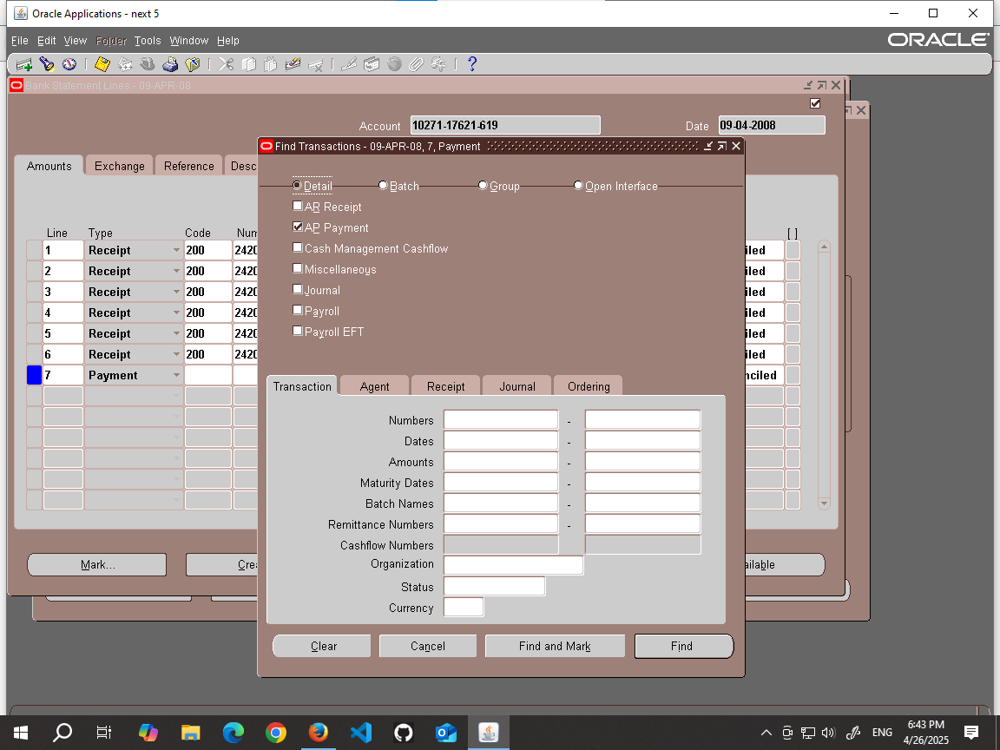 Oracle Applications - next 5
File Edit View Folder Tools Window Help
ORACLE
Bank Statement Lines - 09-APR-08
Account 10271-17621-619 Date 09-04-2008
Find Transactions - 09-APR-08, 7, Payment
Amounts Exchange Reference Desc
Detail Batch Group Open Interface
AR Receipt
AP Payment
Cash Management Cashflow
Miscellaneous
Journal
Payroll
Payroll EFT
Line Type Code Num [ ]
1 Receipt 200 2420 iled
2 Receipt 200 2420 iled
3 Receipt 200 2420 iled
4 Receipt 200 2420 iled
5 Receipt 200 2420 iled
6 Receipt 200 2420 iled
7 Payment nciled
Transaction Agent Receipt Journal Ordering
Numbers -
Dates -
Amounts -
Maturity Dates -
Batch Names -
Remittance Numbers -
Cashflow Numbers
Organization
Status
Currency
Mark... Crea ailable
Clear Cancel Find and Mark Find
ENG
6:43 PM
4/26/2025